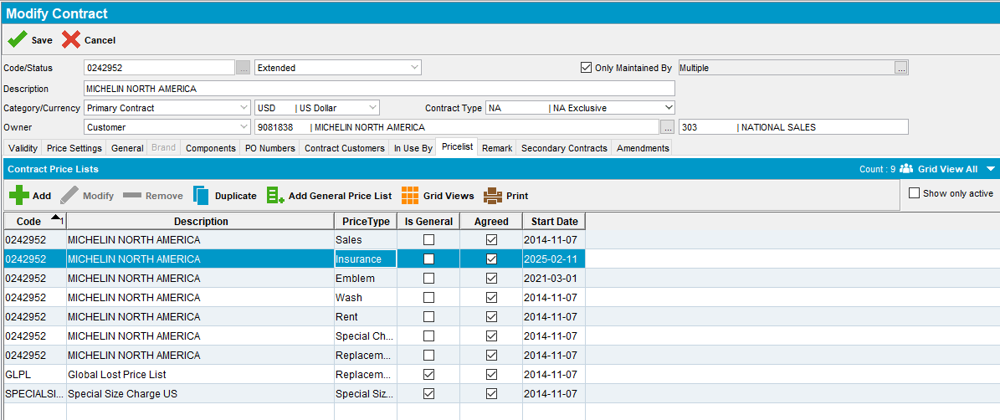 Modify Contract
Save Cancel
Code/Status 0242952 ... Extended Only Maintained By Multiple ...
Description MICHELIN NORTH AMERICA
Category/Currency Primary Contract USD | US Dollar Contract Type NA | NA Exclusive
Owner Customer 9081838 | MICHELIN NORTH AMERICA ... 303 | NATIONAL SALES
Validity Price Settings General Brand Components PO Numbers Contract Customers In Use By Pricelist Remark Secondary Contracts Amendments
Contract Price Lists Count : 9 Grid View All
Add Modify Remove Duplicate Add General Price List Grid Views Print Show only active
Code 1 Description PriceType Is General Agreed Start Date
0242952 MICHELIN NORTH AMERICA Sales 2014-11-07
0242952 MICHELIN NORTH AMERICA Insurance 2025-02-11
0242952 MICHELIN NORTH AMERICA Emblem 2021-03-01
0242952 MICHELIN NORTH AMERICA Wash 2014-11-07
0242952 MICHELIN NORTH AMERICA Rent 2014-11-07
0242952 MICHELIN NORTH AMERICA Special Ch... 2014-11-07
0242952 MICHELIN NORTH AMERICA Replacem... 2014-11-07
GLPL Global Lost Price List Replacem... 2014-11-07
SPECIALSI... Special Size Charge US Special Siz... 2014-11-07